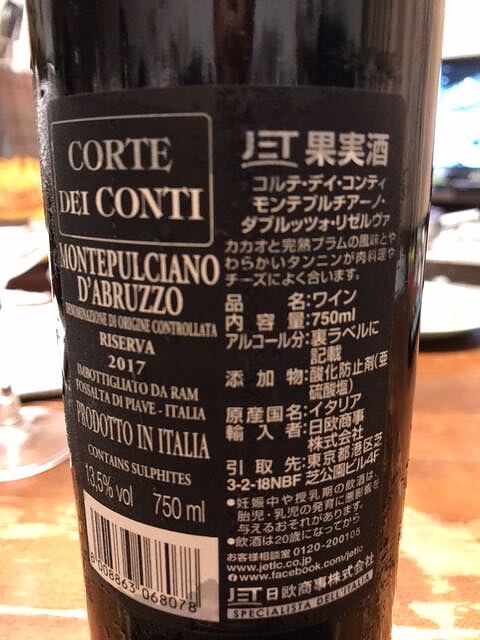 CORTE
DEI CONTI
MONTEPULCIANO
D'ABRUZZO
DENOMINAZIONE DI ORIGINE CONTROLLATA
RISERVA
2017
IMBOTTIGLIATO DA RAM
FOSSALTA DI PIAVE - ITALIA
PRODOTTO IN ITALIA
CONTAINS SULPHITES
13,5% vol 750 ml
8 008863 068078
JET 果実酒
コルテ・デイ・コンティ
モンテプルチアーノ・
ダブルッツォ・リゼルヴァ
カカオと完熟プラムの風味とや
わらかいタンニンが肉料理や
チーズによく合います。
品名:ワイン
内容量:750ml
アルコール分:裏ラベルに
記載
添加物:酸化防止剤(亜
硫酸塩)
原産国名:イタリア
輸入者:日欧商事
株式会社
引取先:東京都港区芝
3-2-18NBF 芝公園ビル4F
●妊娠中や授乳期の飲酒は、
胎児・乳児の発育に悪影響を
与えるおそれがあります。
●飲酒は20歳になってから
お客様相談室 0120-200105
www.jetlc.co.jp/
www.facebook.com/jetlc
JET 日欧商事株式会社
SPECIALISTA DELL'ITALIA